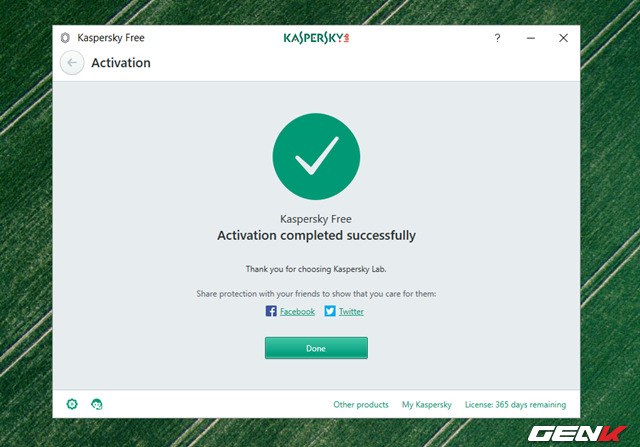 Kaspersky Free
KASPERSKY lab
?
Activation
Kaspersky Free
Activation completed successfully
Thank you for choosing Kaspersky Lab.
Share protection with your friends to show that you care for them:
Facebook Twitter
Done
Other products My Kaspersky License: 365 days remaining
GENK